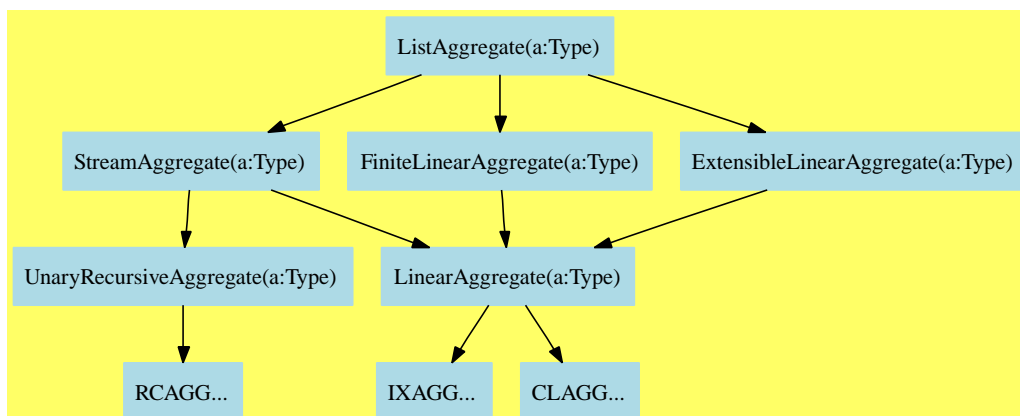 ListAggregate(a:Type)
StreamAggregate(a:Type)
FiniteLinearAggregate(a:Type)
ExtensibleLinearAggregate(a:Type)
UnaryRecursiveAggregate(a:Type)
LinearAggregate(a:Type)
RCAGG...
IXAGG...
CLAGG...